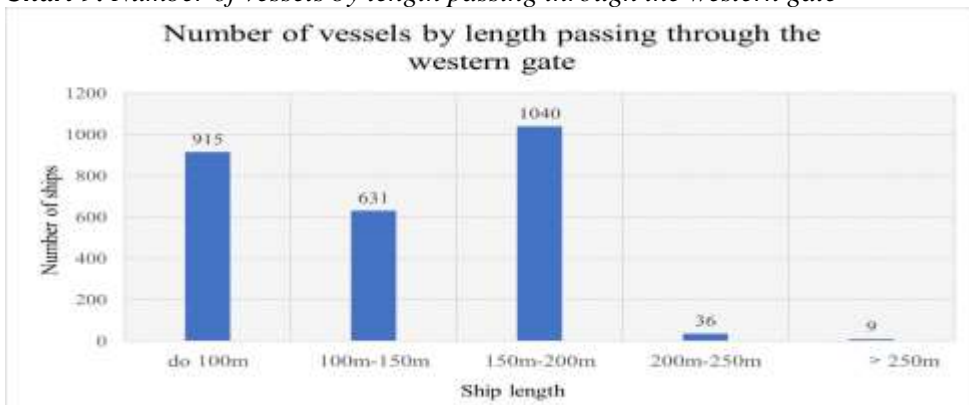 Number of vessels by length passing through the
western gate
1200
1000
800
600
400
200
0
Number of ships
915
631
1040
36
9
do 100m
100m-150m
150m-200m
200m-250m
> 250m
Ship length